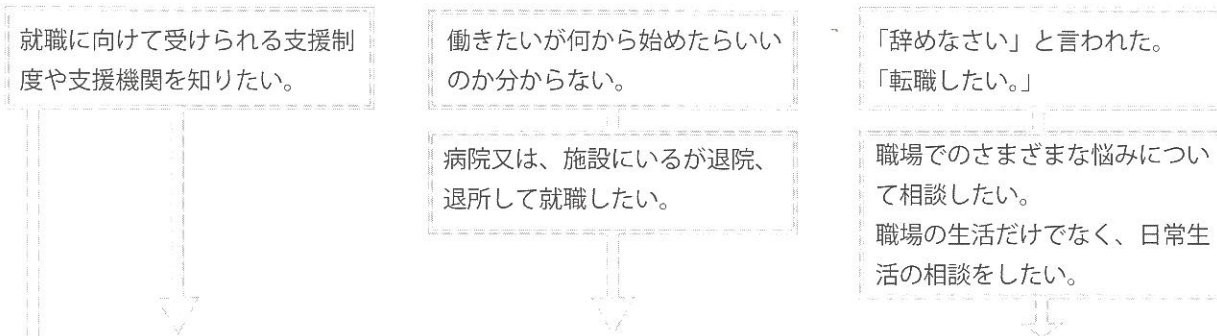 就職に向けて受けられる支援制
度や支援機関を知りたい。
働きたいが何から始めたらいい
のか分からない。
病院又は、施設にいるが退院、
退所して就職したい。
「辞めなさい」と言われた。
「転職したい。」
職場でのさまざまな悩みについ
て相談したい。
職場の生活だけでなく、日常生
活の相談をしたい。